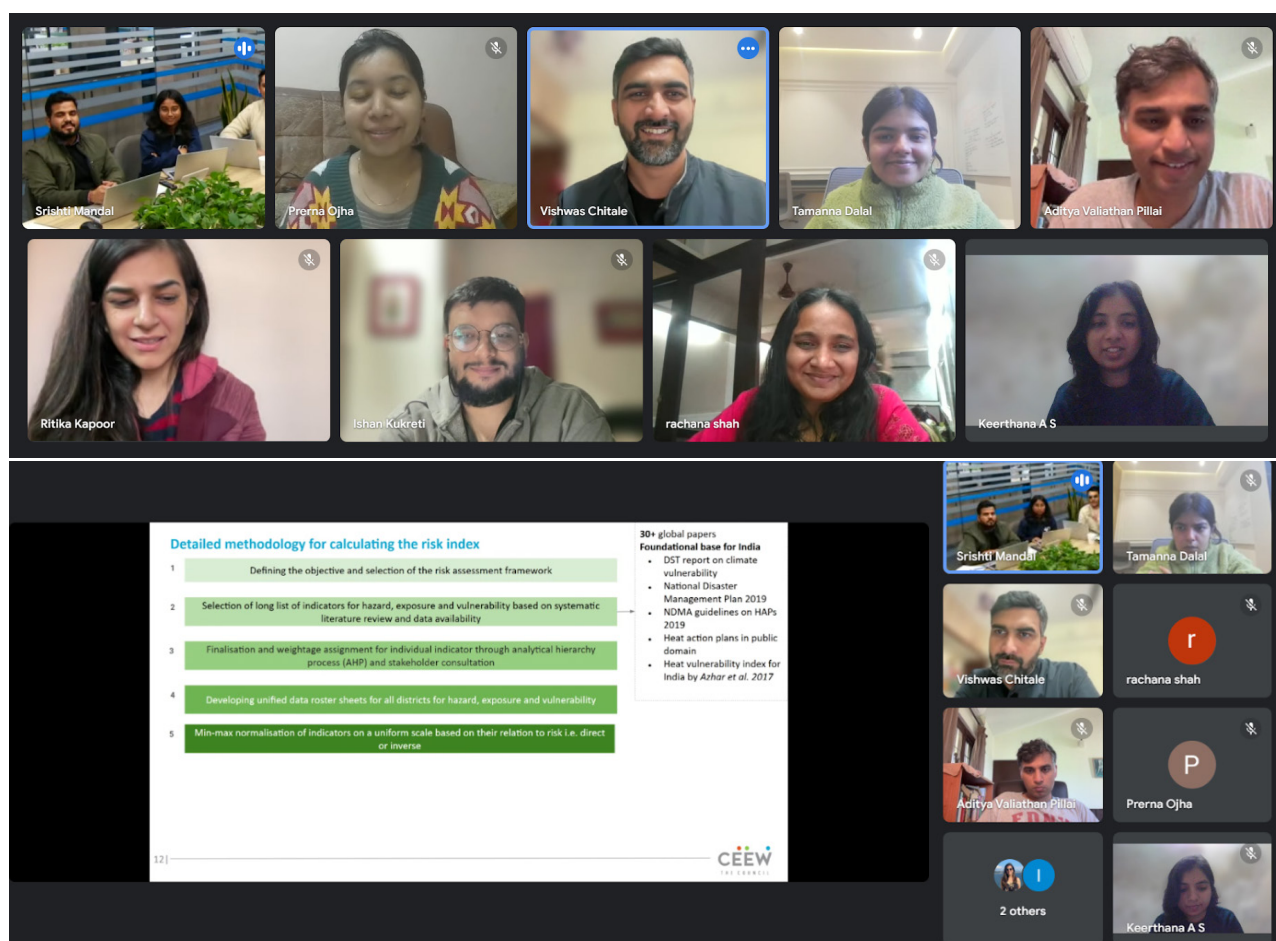 Srishti Mandal
Prerna Ojha
Vishwas Chitale
Tamanna Dalal
Aditya Valiathan Pillai
Ritika Kapoor
Ishan Kukreti
rachana shah
Keerthana A S
Detailed methodology for calculating the risk index
1
Defining the objective and selection of the risk assessment framework
2
Selection of long list of indicators for hazard, exposure and vulnerability based on systematic
literature review and data availability
3
Finalisation and weightage assignment for individual indicator through analytical hierarchy
process (AHP) and stakeholder consultation
4
Developing unified data roster sheets for all districts for hazard, exposure and vulnerability
5
Min-max normalisation of indicators on a uniform scale based on their relation to risk i.e. direct
or inverse
30+ global papers
Foundational base for India
• DST report on climate
vulnerability
• National Disaster
Management Plan 2019
• NDMA guidelines on HAPs
2019
• Heat action plans in public
domain
• Heat vulnerability index for
India by Azhar et al. 2017
12|
CEEW
THE COUNCIL
Srishti Mandal
Tamanna Dalal
Vishwas Chitale
r
rachana shah
Aditya Valiathan Pillai
P
Prerna Ojha
I
2 others
Keerthana A S